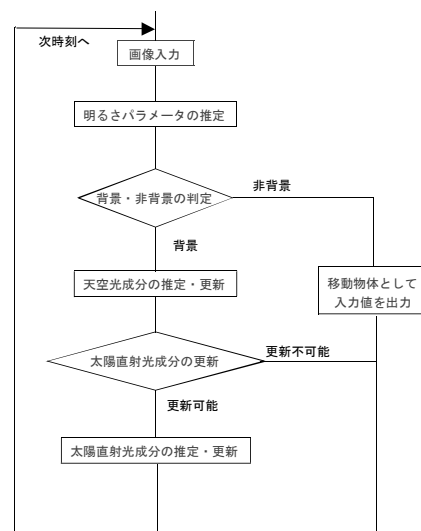 次時刻へ
画像入力
明るさパラメータの推定
背景・非背景の判定
非背景
背景
天空光成分の推定・更新
移動物体として
入力値を出力
太陽直射光成分の更新
更新不可能
更新可能
太陽直射光成分の推定・更新